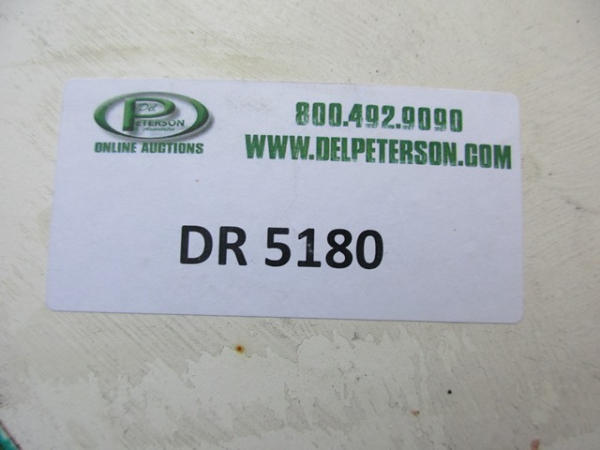 Del
PETERSON
ONLINE AUCTIONS
800.492.9090
WWW.DELPETERSON.COM
DR 5180